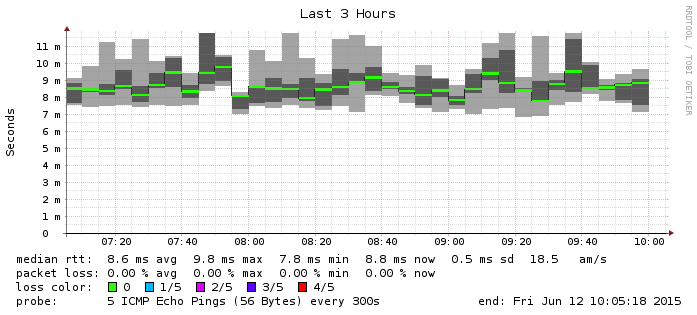 Last 3 Hours
RRDTOOL / TOBI OETIKER
Seconds
11 m
10 m
9 m
8 m
7 m
6 m
5 m
4 m
3 m
2 m
1 m
0
07:20 07:40 08:00 08:20 08:40 09:00 09:20 09:40 10:00
median rtt: 8.6 ms avg 9.8 ms max 7.8 ms min 8.8 ms now 0.5 ms sd 18.5 am/s
packet loss: 0.00 % avg 0.00 % max 0.00 % min 0.00 % now
loss color: 0 1/5 2/5 3/5 4/5
probe: 5 ICMP Echo Pings (56 Bytes) every 300s end: Fri Jun 12 10:05:18 2015